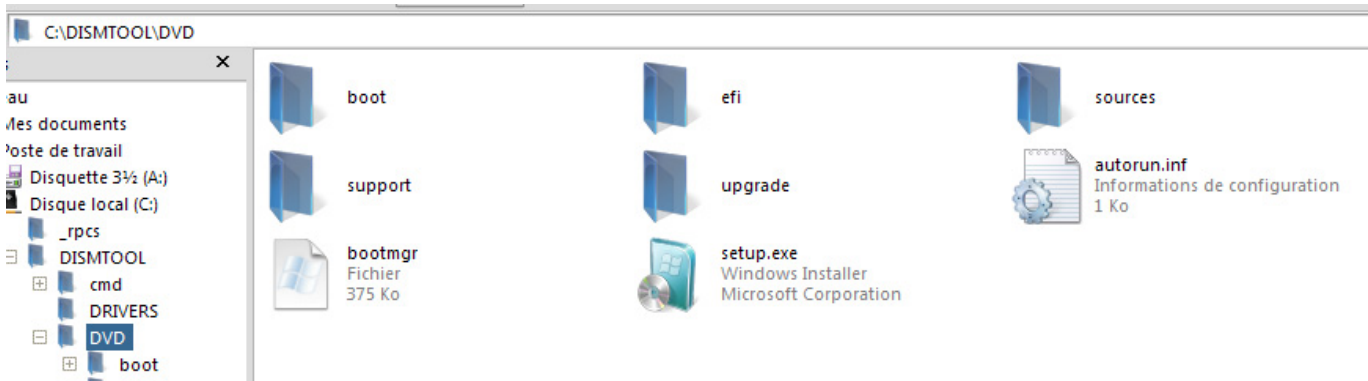 C:\DISMTOOL\DVD
au
Mes documents
Poste de travail
Disquette 3½ (A:)
Disque local (C:)
_rpcs
DISMTOOL
cmd
DRIVERS
DVD
boot
boot
efi
sources
support
upgrade
autorun.inf
Informations de configuration
1 Ko
bootmgr
Fichier
375 Ko
setup.exe
Windows Installer
Microsoft Corporation